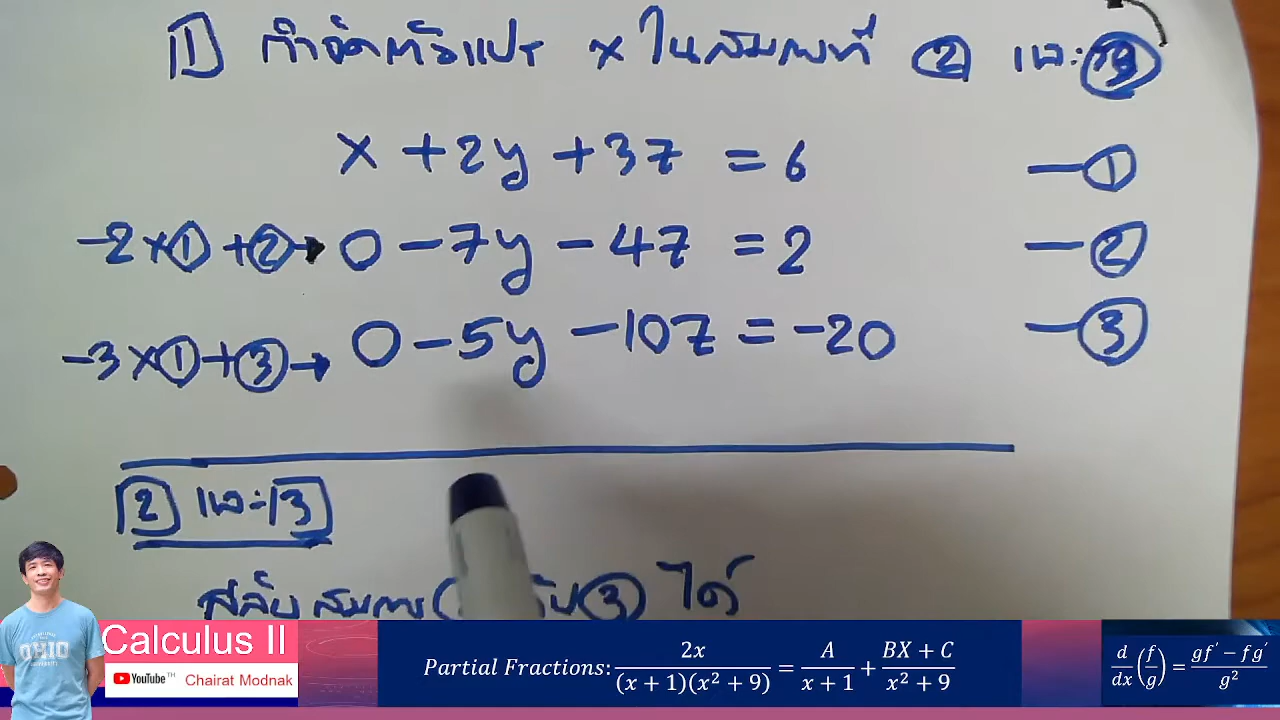 1 กำจัดตัวแปร x ในสมการที่ 2 และ 3
x + 2y + 3z = 6 — 1
-2×1 + 2 → 0 - 7y - 4z = 2 — 2
-3×1 + 3 → 0 - 5y - 10z = -20 — 3
2 และ 3
สลับสมการ กับ 3 ได้
OHIO
Calculus II
YouTube TM Chairat Modnak
Partial Fractions: 2x/((x + 1)(x² + 9)) = A/(x + 1) + (BX + C)/(x² + 9)
d/dx (f/g) = (gf′ − fg′)/g²